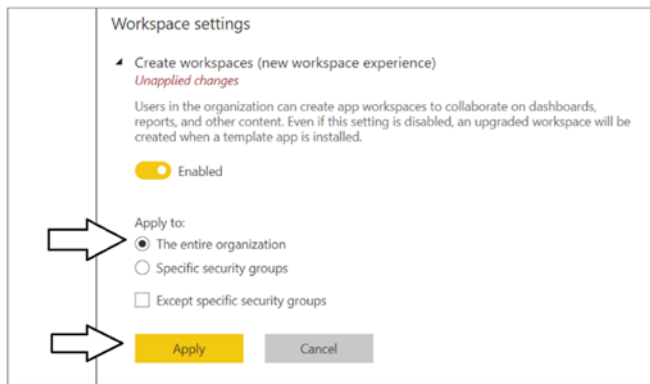 Workspace settings
Create workspaces (new workspace experience)
Unapplied changes
Users in the organization can create app workspaces to collaborate on dashboards,
reports, and other content. Even if this setting is disabled, an upgraded workspace will be
created when a template app is installed.
Enabled
Apply to:
The entire organization
Specific security groups
Except specific security groups
Apply Cancel